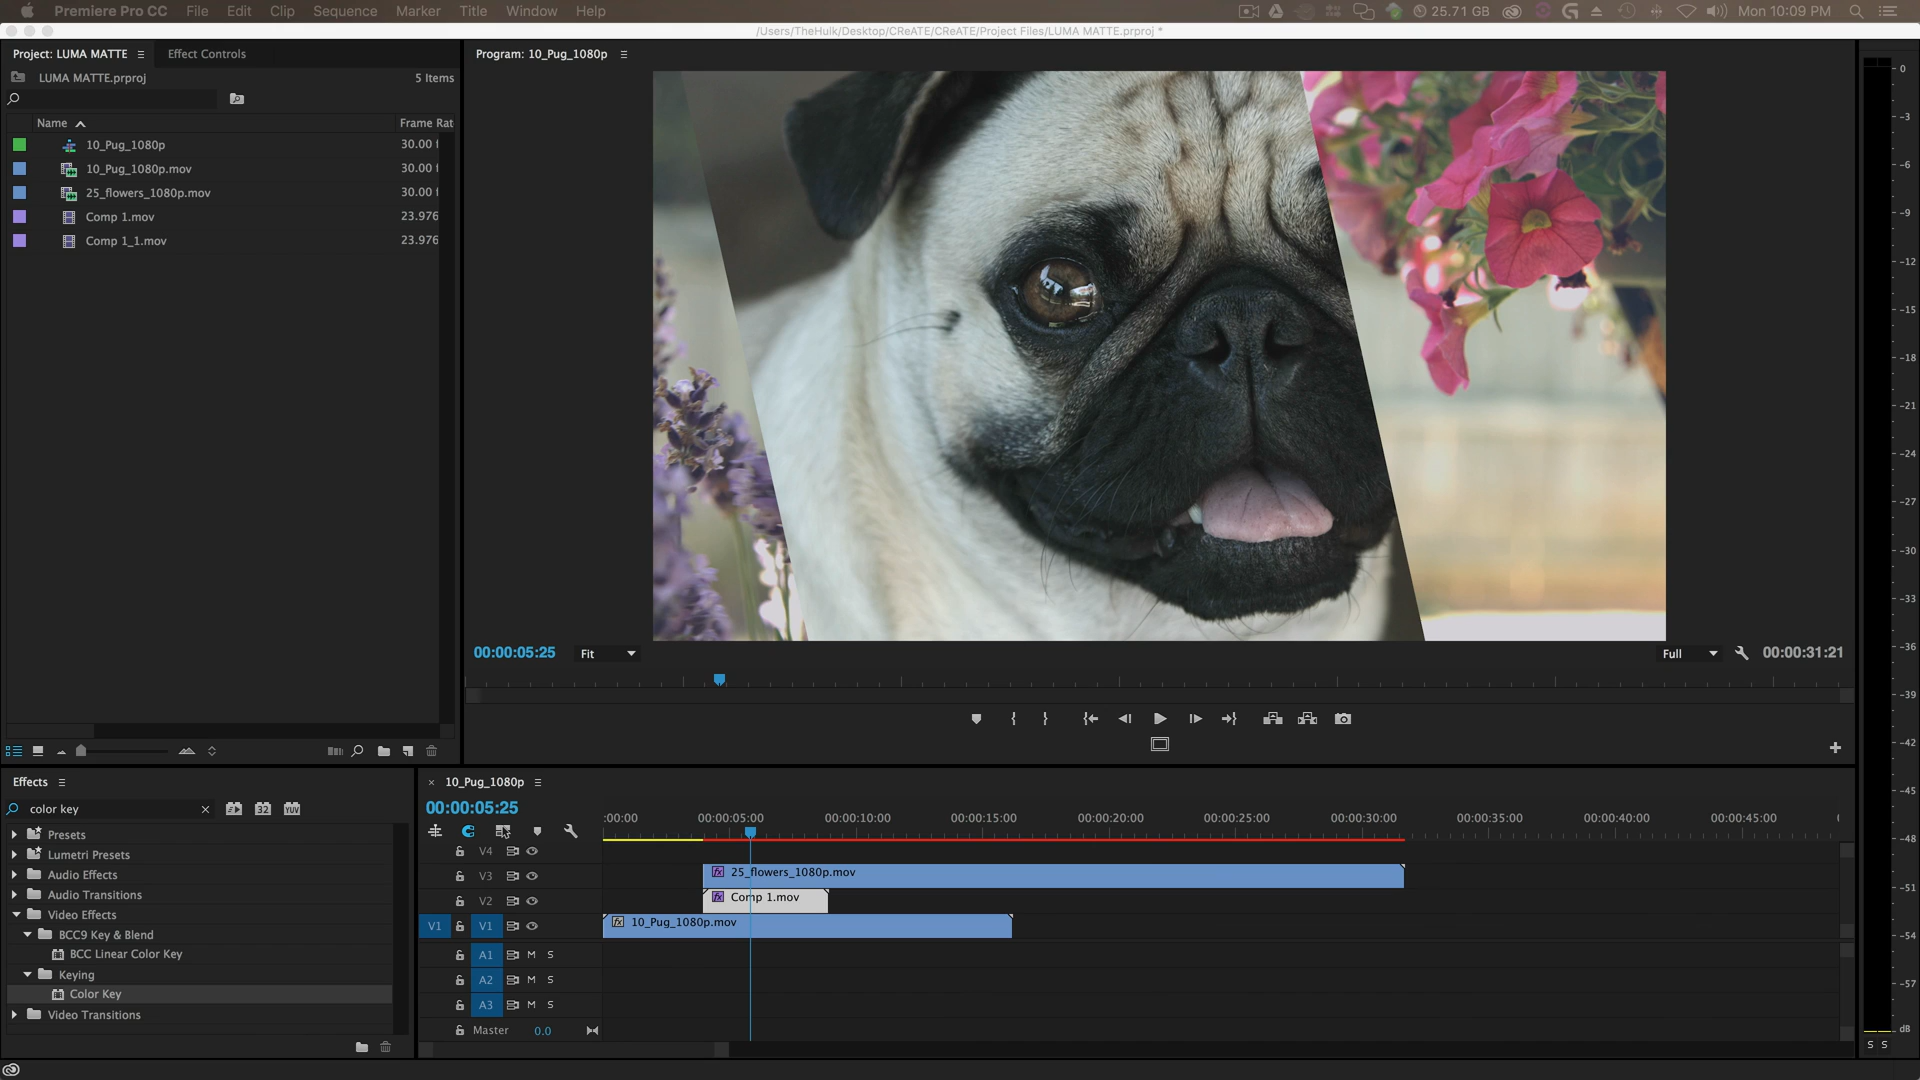 Premiere Pro CC File Edit Clip Sequence Marker Title Window Help 25.71 GB Mon 10:09 PM
/Users/TheHulk/Desktop/CReATE/CReATE/Project Files/LUMA MATTE.prproj *
Project: LUMA MATTE Effect Controls
LUMA MATTE.prproj 5 Items
Name Frame Rat
10_Pug_1080p 30.00 f
10_Pug_1080p.mov 30.00 f
25_flowers_1080p.mov 30.00 f
Comp 1.mov 23.976
Comp 1_1.mov 23.976
Program: 10_Pug_1080p
00:00:05:25 Fit Full 00:00:31:21
Effects
color key 32 YUV
Presets
Lumetri Presets
Audio Effects
Audio Transitions
Video Effects
BCC9 Key & Blend
BCC Linear Color Key
Keying
Color Key
Video Transitions
× 10_Pug_1080p
00:00:05:25
:00:00 00:00:05:00 00:00:10:00 00:00:15:00 00:00:20:00 00:00:25:00 00:00:30:00 00:00:35:00 00:00:40:00 00:00:45:00
V4
V3 fx 25_flowers_1080p.mov
V2 fx Comp 1.mov
V1 V1 fx 10_Pug_1080p.mov
A1 M S
A2 M S
A3 M S
Master 0.0
0
-3
-6
-9
-12
-15
-18
-21
-24
-27
-30
-33
-36
-39
-42
-45
-48
-51
-54
-57
dB
S S